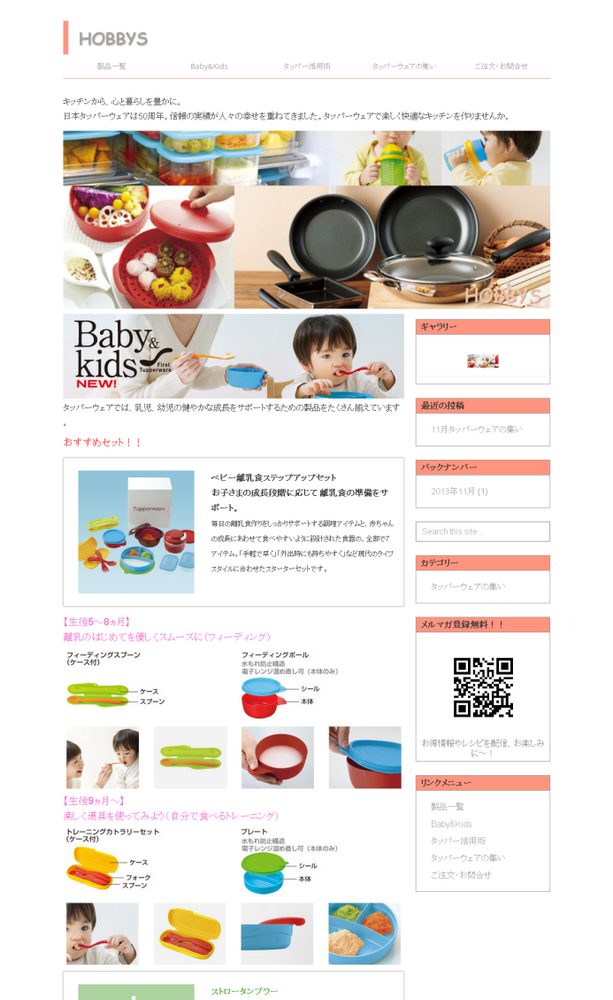 HOBBYS
製品一覧
Baby&Kids
タッパー活用術
タッパーウェアの集い
ご注文・お問合せ
キッチンから、心と暮らしを豊かに。
日本タッパーウェアは50周年。信頼の実績が人々の幸せを重ねてきました。タッパーウェアで楽しく快適なキッチンを作りませんか。
HOBBYS
Baby &
kids
First
Tupperware
NEW!
タッパーウェアでは、乳児、幼児の健やかな成長をサポートするための製品をたくさん揃えています
。
おすすめセット！！
Tupperware
ベビー離乳食ステップアップセット
お子さまの成長段階に応じて 離乳食の準備をサ
ポート。
毎日の離乳食作りをしっかりサポートする調理アイテムと、赤ちゃん
の成長にあわせて食べやすいように設計された食器の、全部で7
アイテム。「手軽で早く」「外出時にも持ちやすく」など現代のライフ
スタイルに合わせたスターターセットです。
【生後5～8ヵ月】
離乳のはじめてを優しくスムーズに（フィーディング）
フィーディングスプーン
（ケース付）
ケース
スプーン
フィーディングボール
水もれ防止構造
電子レンジ温め直し可（本体のみ）
シール
本体
【生後9ヵ月～】
楽しく道具を使ってみよう（自分で食べるトレーニング）
トレーニングカトラリーセット
（ケース付）
ケース
フォーク
スプーン
プレート
水もれ防止構造
電子レンジ温め直し可（本体のみ）
シール
本体
ストロータンブラー
ギャラリー
最近の投稿
11月タッパーウェアの集い
バックナンバー
2013年11月 (1)
Search this site...
カテゴリー
タッパーウェアの集い
メルマガ登録無料！！
お得情報やレシピを配信、お楽しみ
に～！
リンクメニュー
製品一覧
Baby&Kids
タッパー活用術
タッパーウェアの集い
ご注文・お問合せ